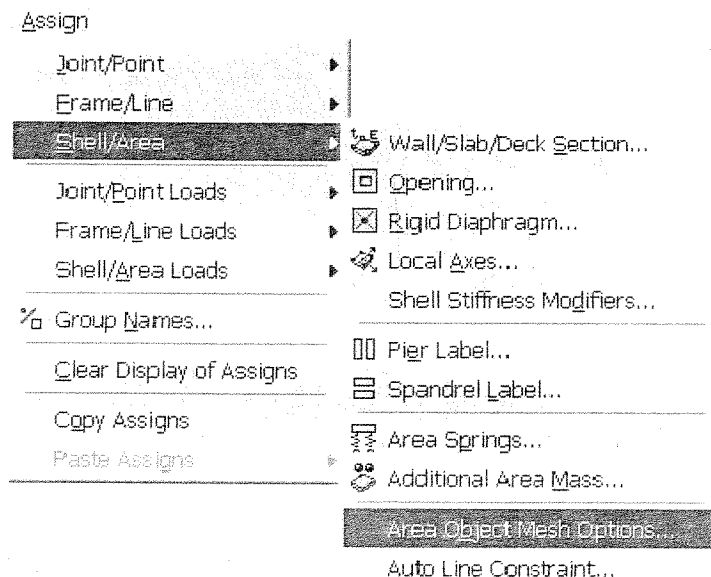 Assign
Joint/Point
Frame/Line
Shell/Area
Joint/Point Loads
Frame/Line Loads
Shell/Area Loads
Group Names...
Clear Display of Assigns
Copy Assigns
Paste Assigns
Wall/Slab/Deck Section...
Opening...
Rigid Diaphragm...
Local Axes...
Shell Stiffness Modifiers...
Pier Label...
Spandrel Label...
Area Springs...
Additional Area Mass...
Area Object Mesh Options...
Auto Line Constraint...